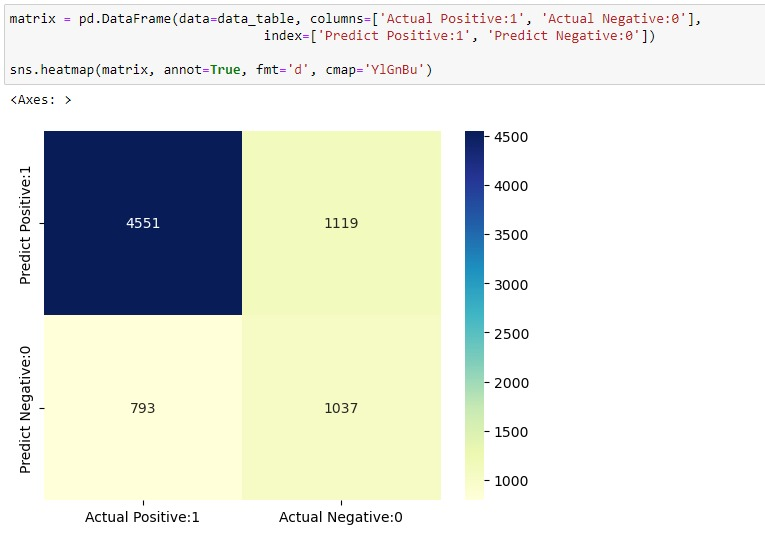 matrix = pd.DataFrame(data=data_table, columns=['Actual Positive:1', 'Actual Negative:0'],
index=['Predict Positive:1', 'Predict Negative:0'])
sns.heatmap(matrix, annot=True, fmt='d', cmap='YlGnBu')
<Axes: >
Predict Positive:1
4551
1119
Predict Negative:0
793
1037
Actual Positive:1
Actual Negative:0
4500
4000
3500
3000
2500
2000
1500
1000